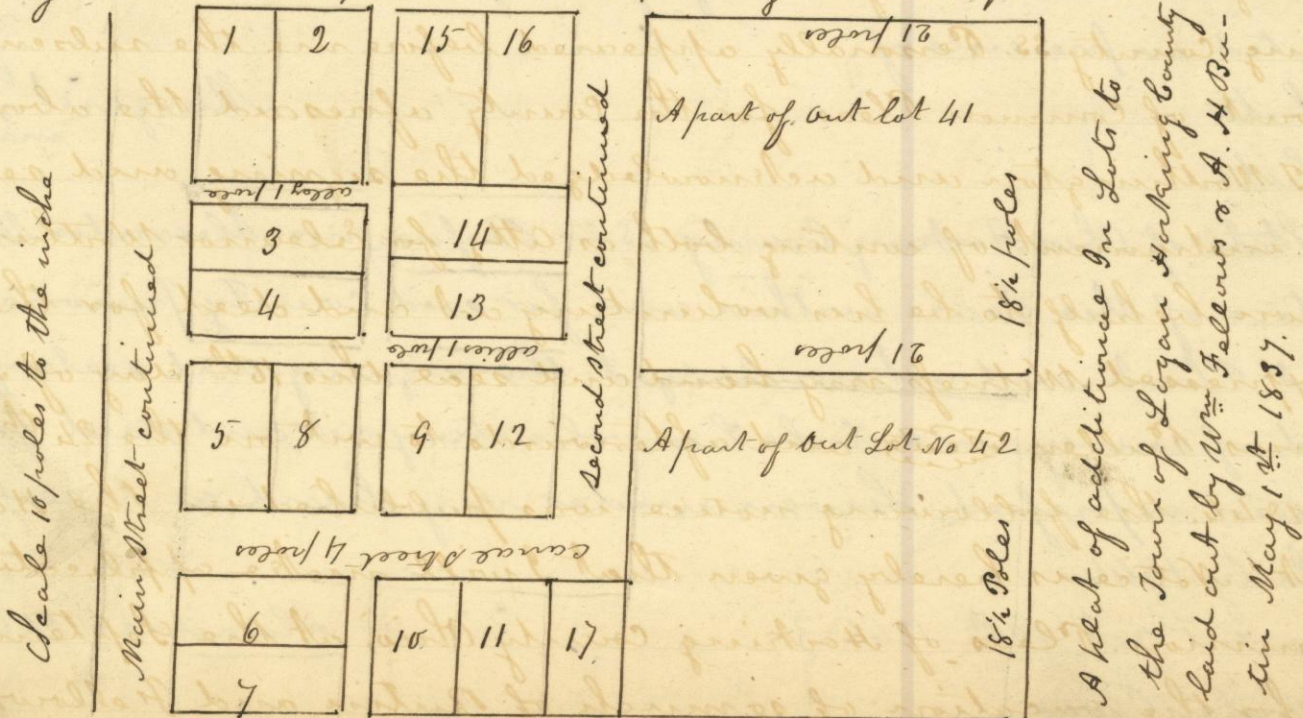 Scale 10 poles to the inche
Main Street continued
1 2
alley 1 pole
3
4
5 8
canal Street 4 poles
6
7
15 16
14
13
allies 1 pole
9 12
10 11 17
second street continued
21 poles
A part of out lot 41
18½ poles
21 poles
A part of Out Lot No 42
18½ Poles
A plat of additionce In Lots to
the Town of Logan Hocking County
laid out by Wm Fellows & A. H Bu-
tin May 1st 1837.